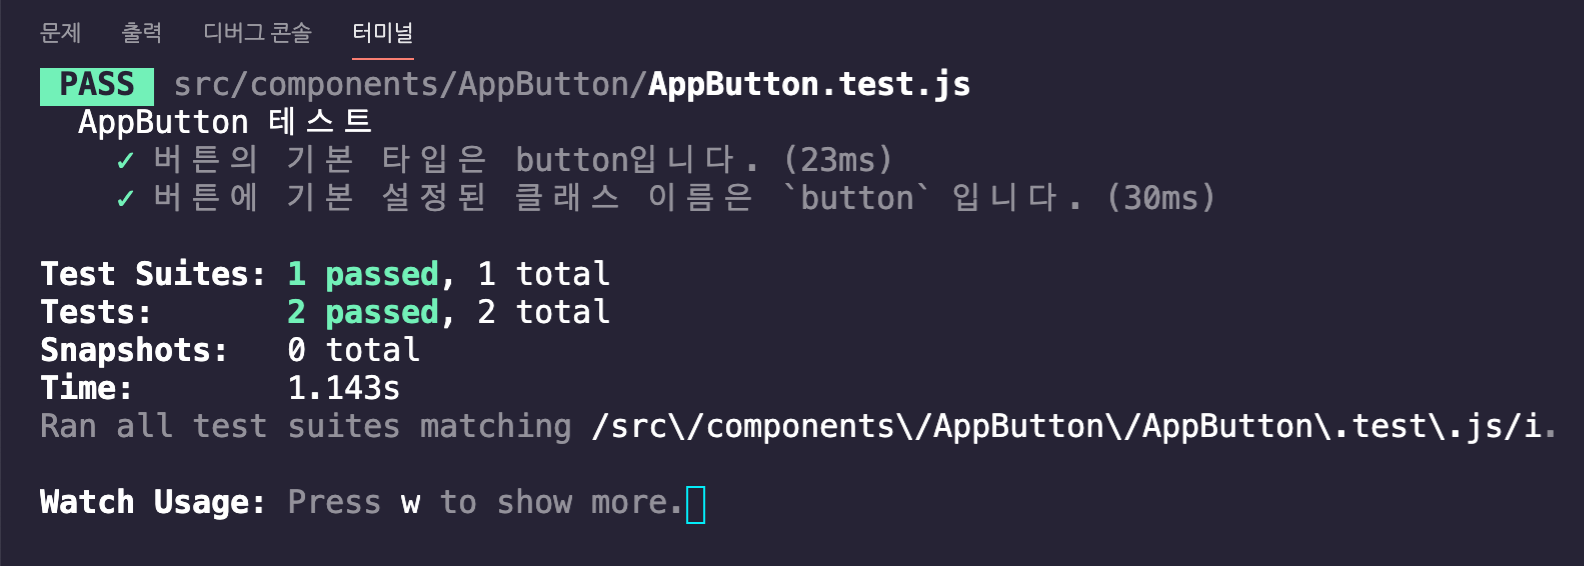 문제 출력 디버그 콘솔 터미널
PASS src/components/AppButton/AppButton.test.js
AppButton 테스트
✓ 버튼의 기본 타입은 button입니다. (23ms)
✓ 버튼에 기본 설정된 클래스 이름은 `button` 입니다. (30ms)
Test Suites: 1 passed, 1 total
Tests: 2 passed, 2 total
Snapshots: 0 total
Time: 1.143s
Ran all test suites matching /src\/components\/AppButton\/AppButton\.test\.js/i.
Watch Usage: Press w to show more.